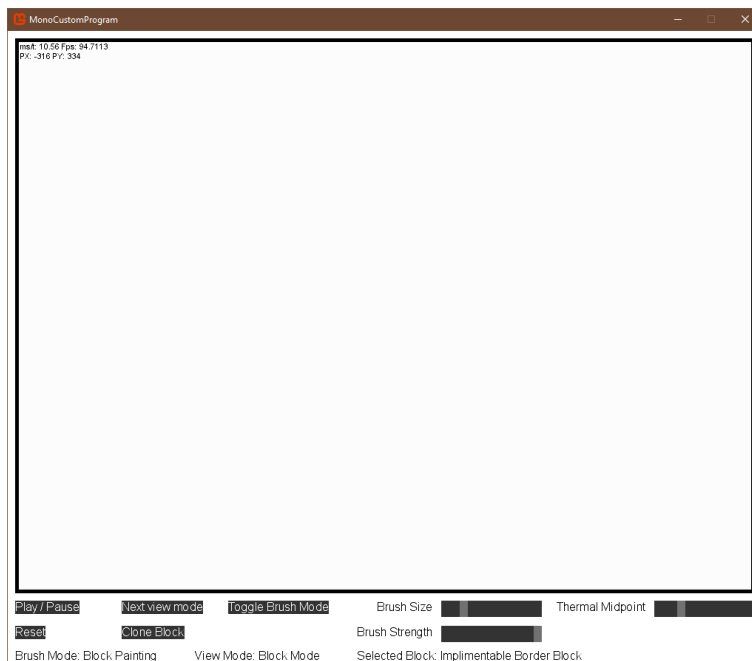 MonoCustomProgram
ms/t: 10.56 Fps: 94.7113
PX: -316 PY: 334
Play / Pause Next view mode Toggle Brush Mode Brush Size Thermal Midpoint
Reset Clone Block Brush Strength
Brush Mode: Block Painting View Mode: Block Mode Selected Block: Implimentable Border Block